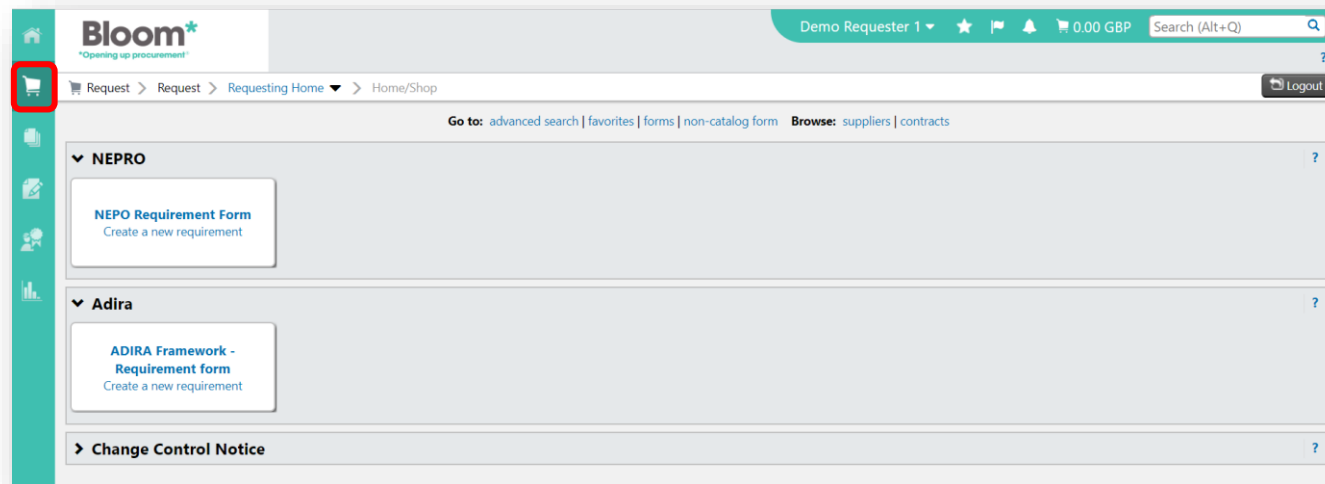 Bloom*
*Opening up procurement*
Demo Requester 1
0.00 GBP
Search (Alt+Q)
?
Request > Request > Requesting Home > Home/Shop
Logout
Go to: advanced search | favorites | forms | non-catalog form Browse: suppliers | contracts
NEPRO
?
NEPO Requirement Form
Create a new requirement
Adira
?
ADIRA Framework -
Requirement form
Create a new requirement
Change Control Notice
?